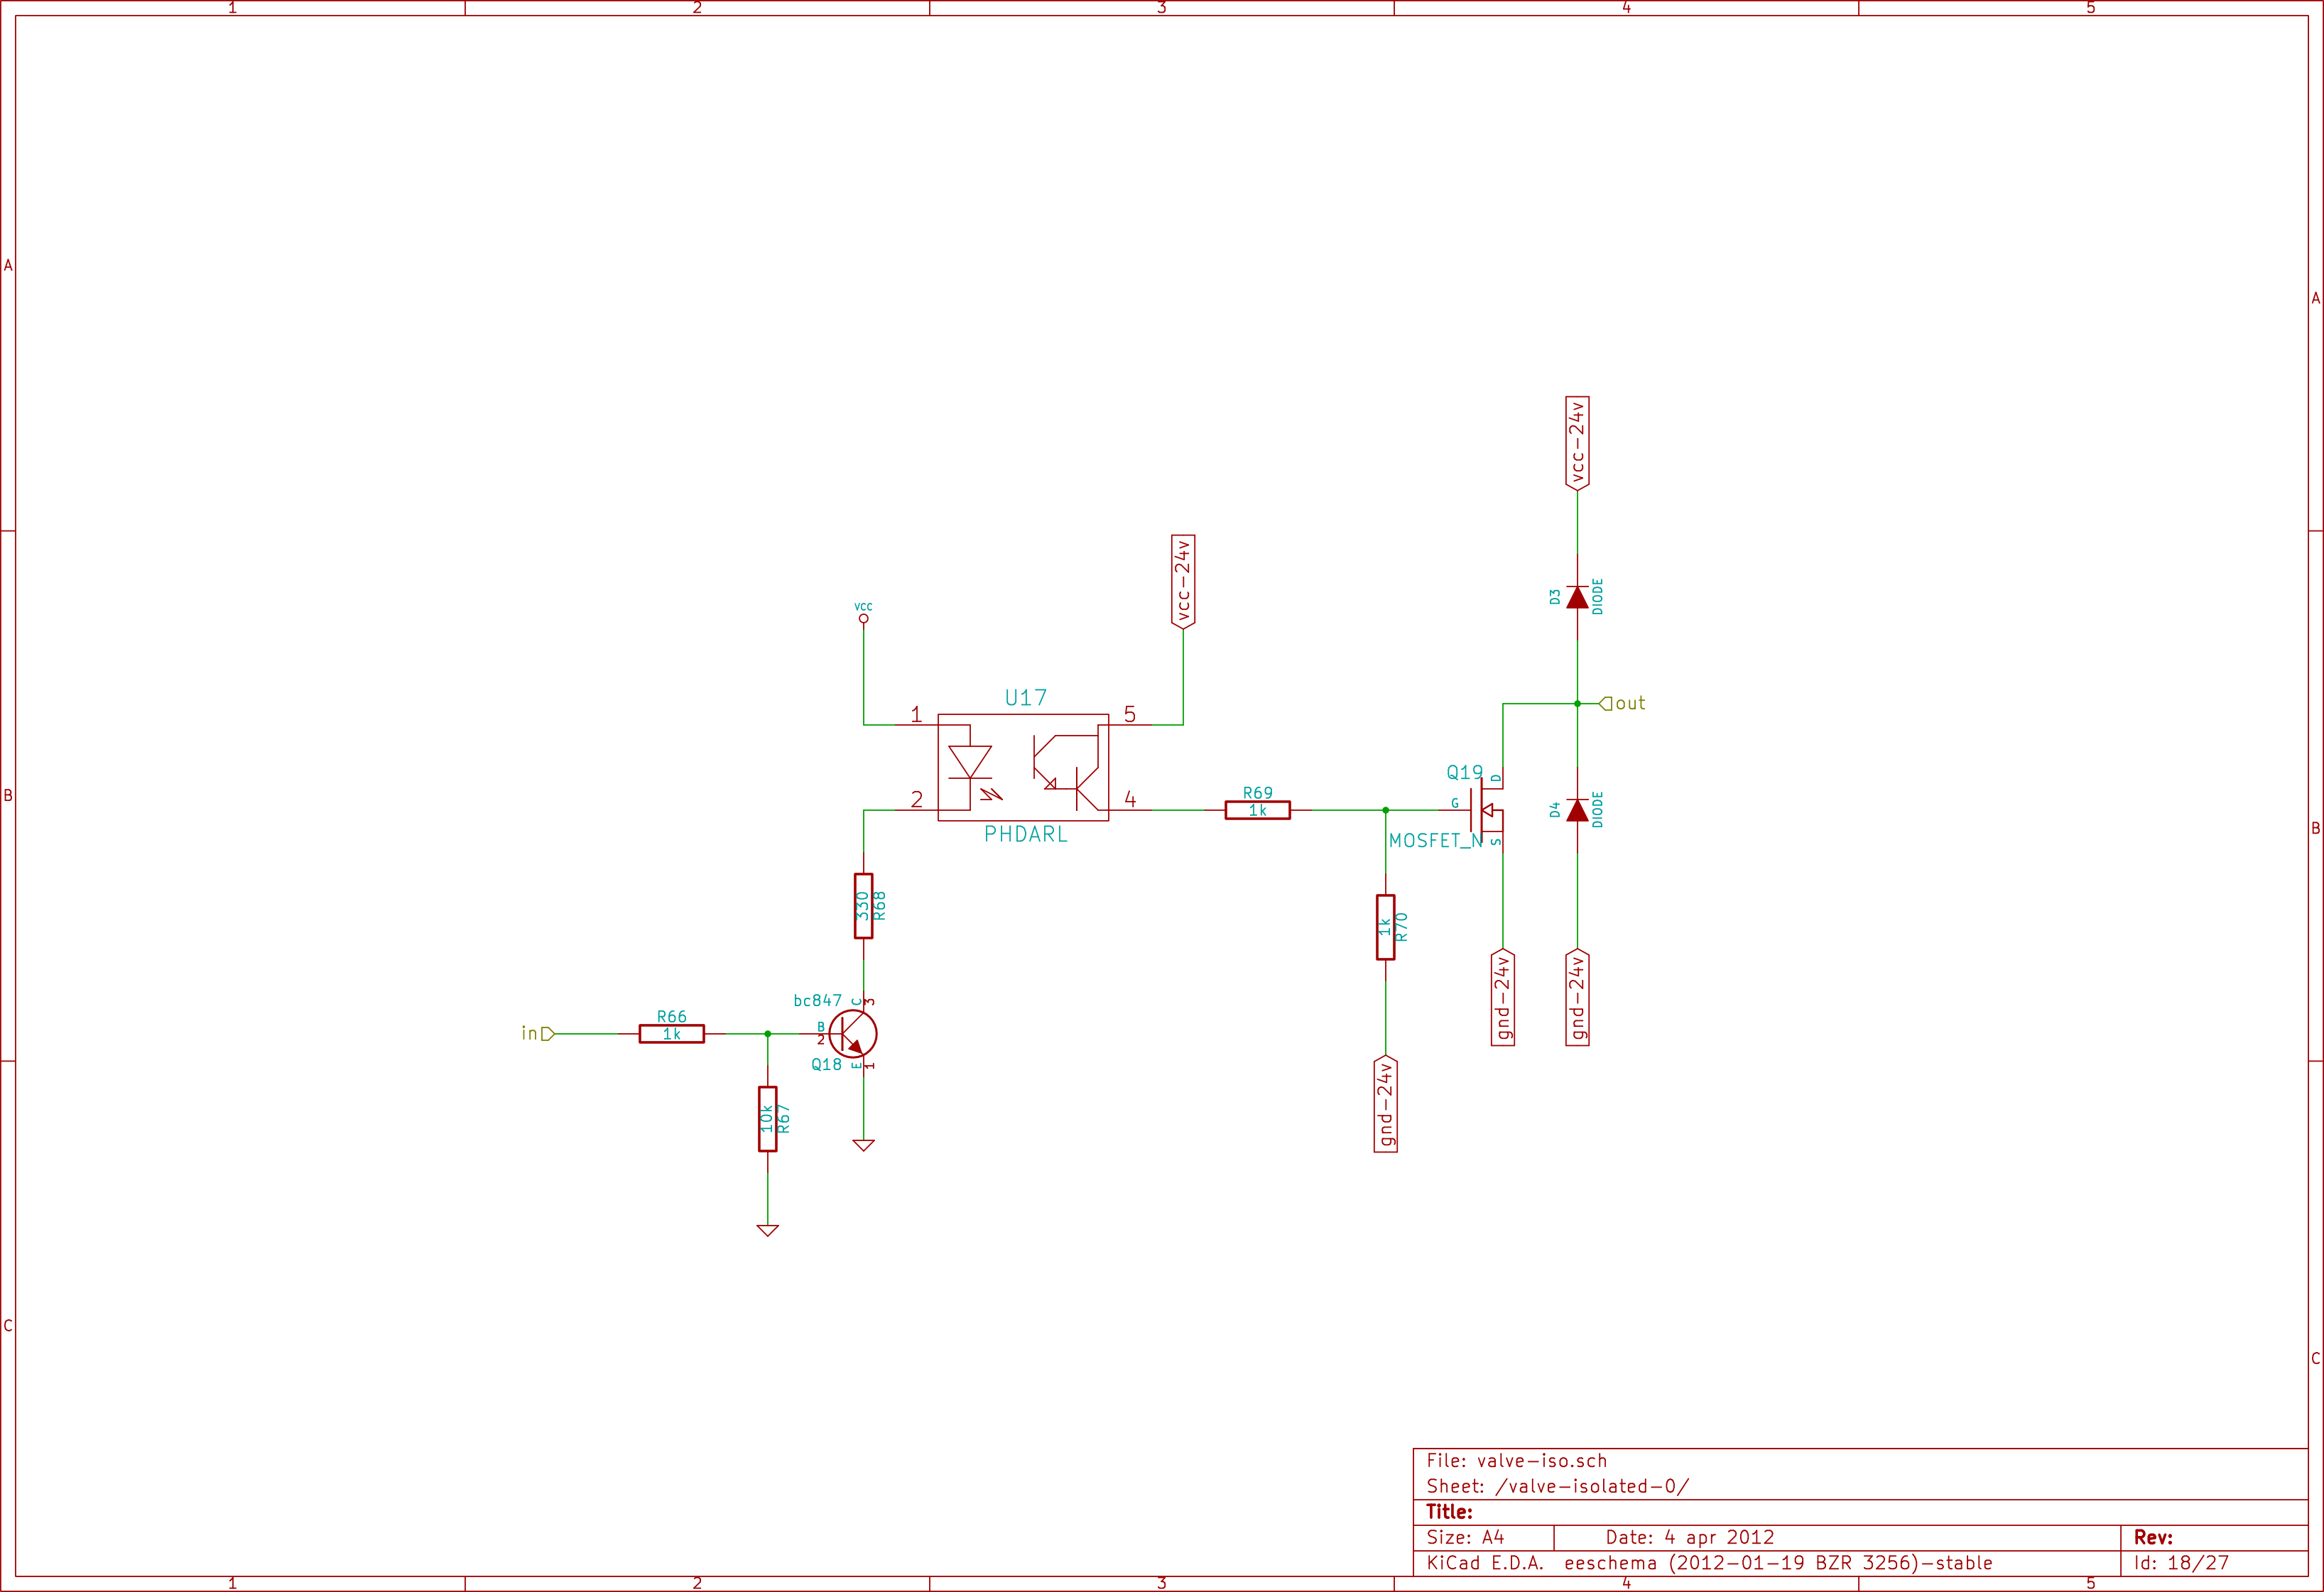 1 2 3 4 5
A
A
B
B
C
C
vcc-24v
vcc-24v
VCC
D3
DIODE
U17
1
5
2
4
PHDARL
out
Q19
D
G
S
MOSFET_N
D4
DIODE
R69
1k
330
R68
1k
R70
gnd-24v
gnd-24v
gnd-24v
bc847
C
3
B
2
E
1
Q18
in
R66
1k
10k
R67
File: valve-iso.sch
Sheet: /valve-isolated-0/
Title:
Size: A4 Date: 4 apr 2012 Rev:
KiCad E.D.A. eeschema (2012-01-19 BZR 3256)-stable Id: 18/27
1 2 3 4 5